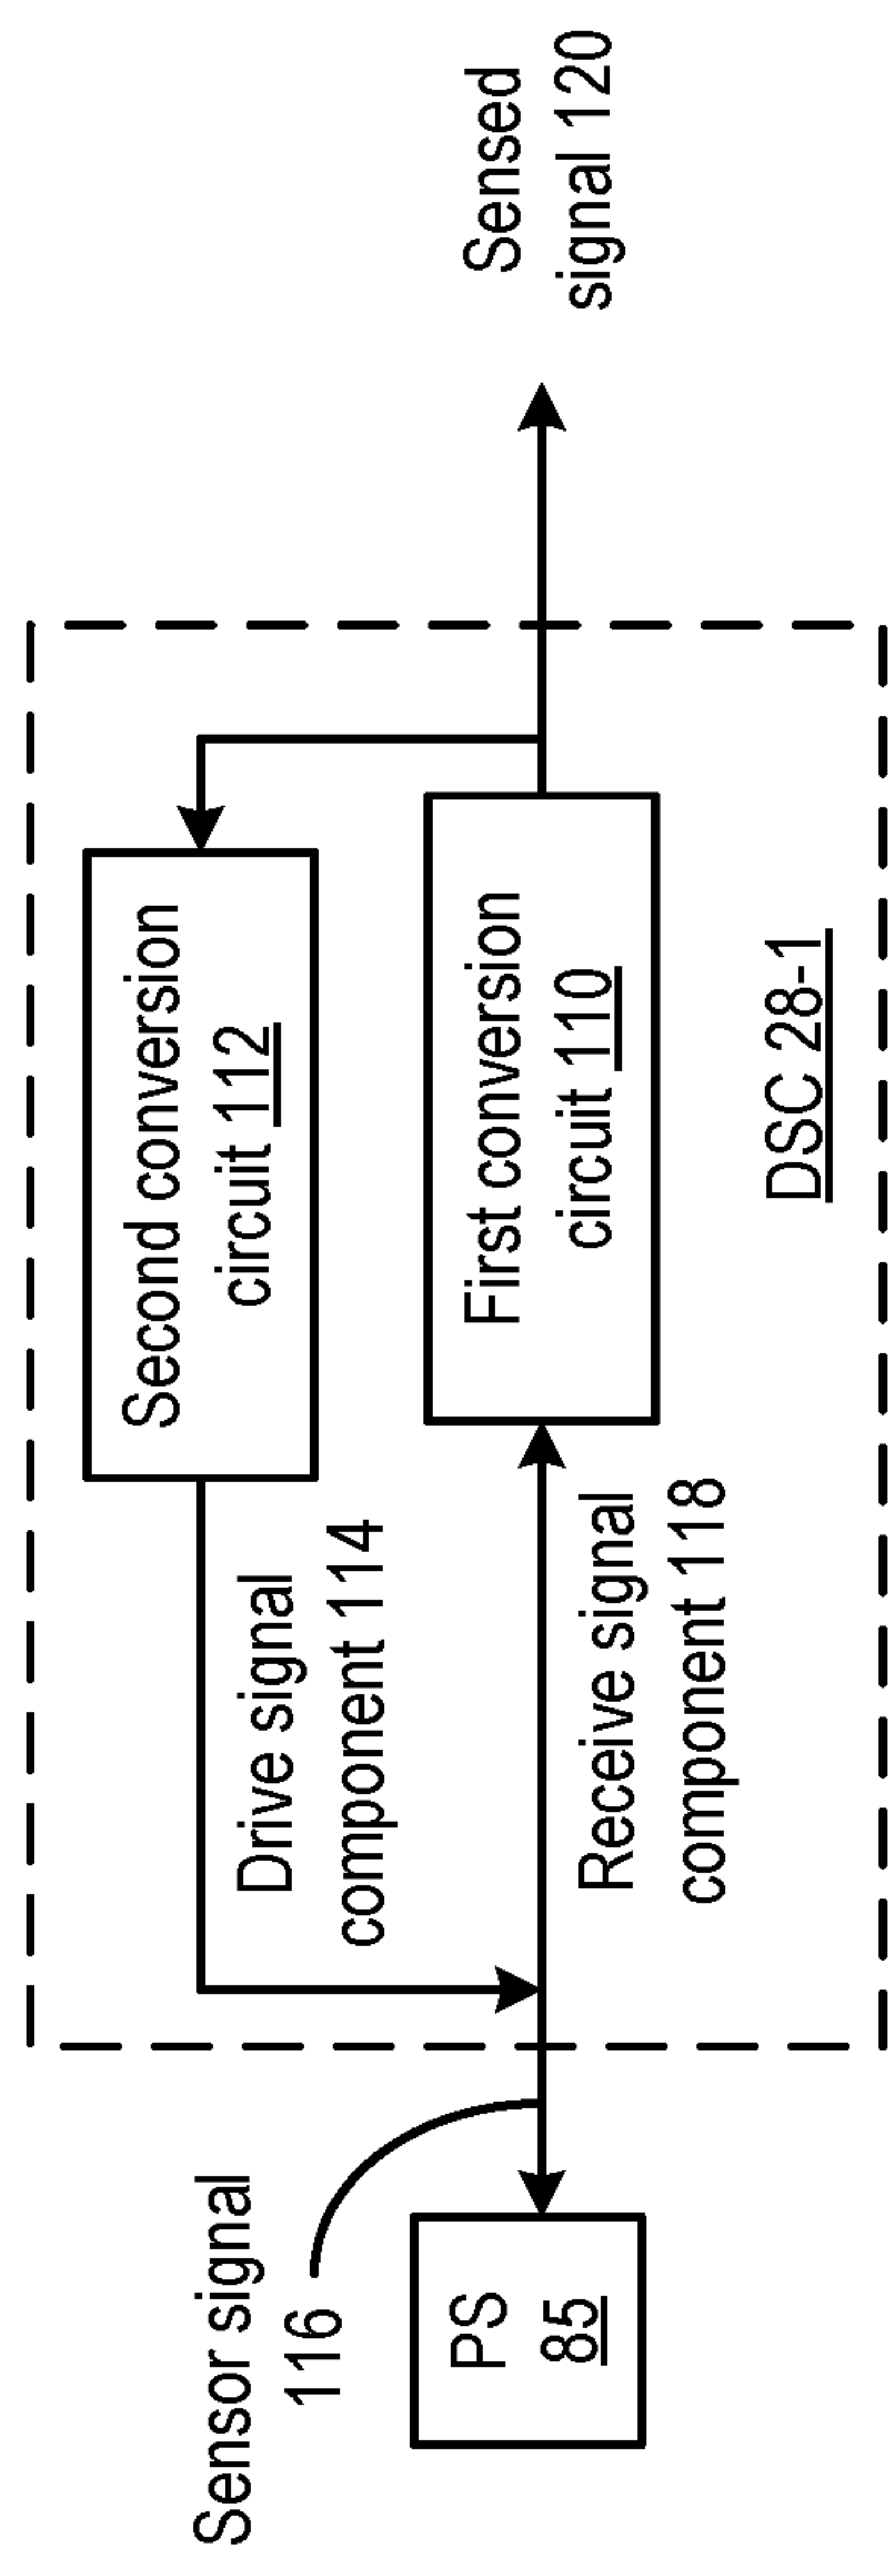 Sensor signal
116
PS
85
Drive signal
component 114
Receive signal
component 118
Second conversion
circuit 112
First conversion
circuit 110
DSC 28-1
Sensed
signal 120